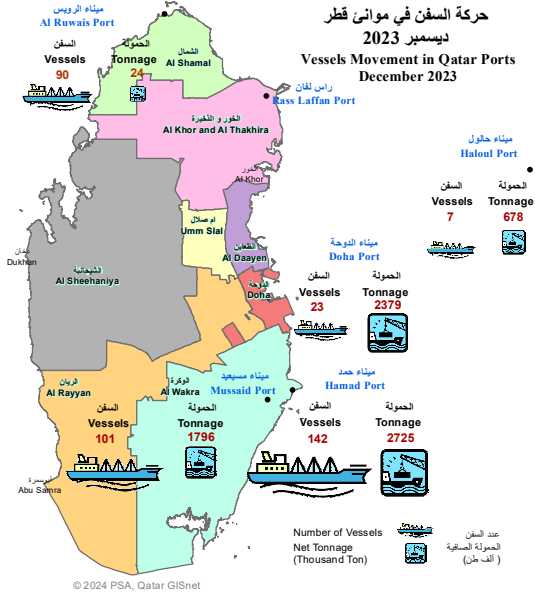 حركة السفن في موانئ قطر
ديسمبر 2023
Vessels Movement in Qatar Ports
December 2023
ميناء الرويس
Al Ruwais Port
السفن
Vessels
90
الحمولة
Tonnage
24
الشمال
Al Shamal
راس لفان
Rass Laffan Port
الخور و الذخيرة
Al Khor and Al Thakhira
الخور
Al Khor
ميناء حالول
Halul Port
السفن
Vessels
7
الحمولة
Tonnage
678
ام صلال
Umm Slal
الظعاين
Al Daayen
دخان
Dukhan
الشيحانية
Al Sheehaniya
الدوحة
Doha
ميناء الدوحة
Doha Port
السفن
Vessels
23
الحمولة
Tonnage
2379
الريان
Al Rayyan
الوكرة
Al Wakra
ميناء مسيعيد
Mussaid Port
السفن
Vessels
101
الحمولة
Tonnage
1796
ميناء حمد
Hamad Port
السفن
Vessels
142
الحمولة
Tonnage
2725
أبوسمرة
Abu Samra
Number of Vessels
عدد السفن
Net Tonnage
(Thousand Ton)
الحمولة الصافية
( ألف طن)
© 2024 PSA, Qatar GISnet